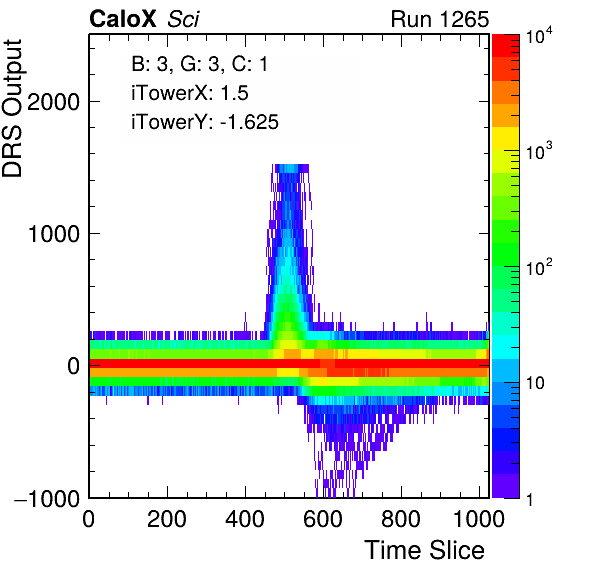 CaloX Sci Run 1265
B: 3, G: 3, C: 1
iTowerX: 1.5
iTowerY: -1.625
DRS Output
2000
1000
0
−1000
0 200 400 600 800 1000
Time Slice
10^4
10^3
10^2
10
1